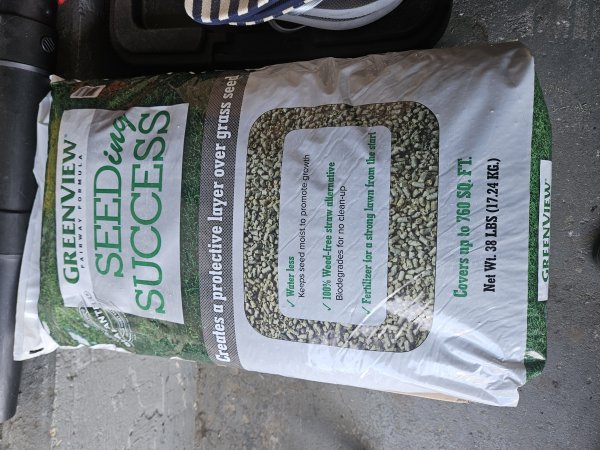 GREENVIEW
FAIRWAY FORMULA
SEEDing
SUCCESS
Creates a protective layer over grass seed
✓ Water less
Keeps seed moist to promote growth
✓ 100% Weed-free straw alternative
Biodegrades for no clean-up
✓ Fertilizer for a strong lawn from the start
Covers up to 760 SQ. FT.
Net Wt. 38 LBS (17.24 KG.)
GREENVIEW